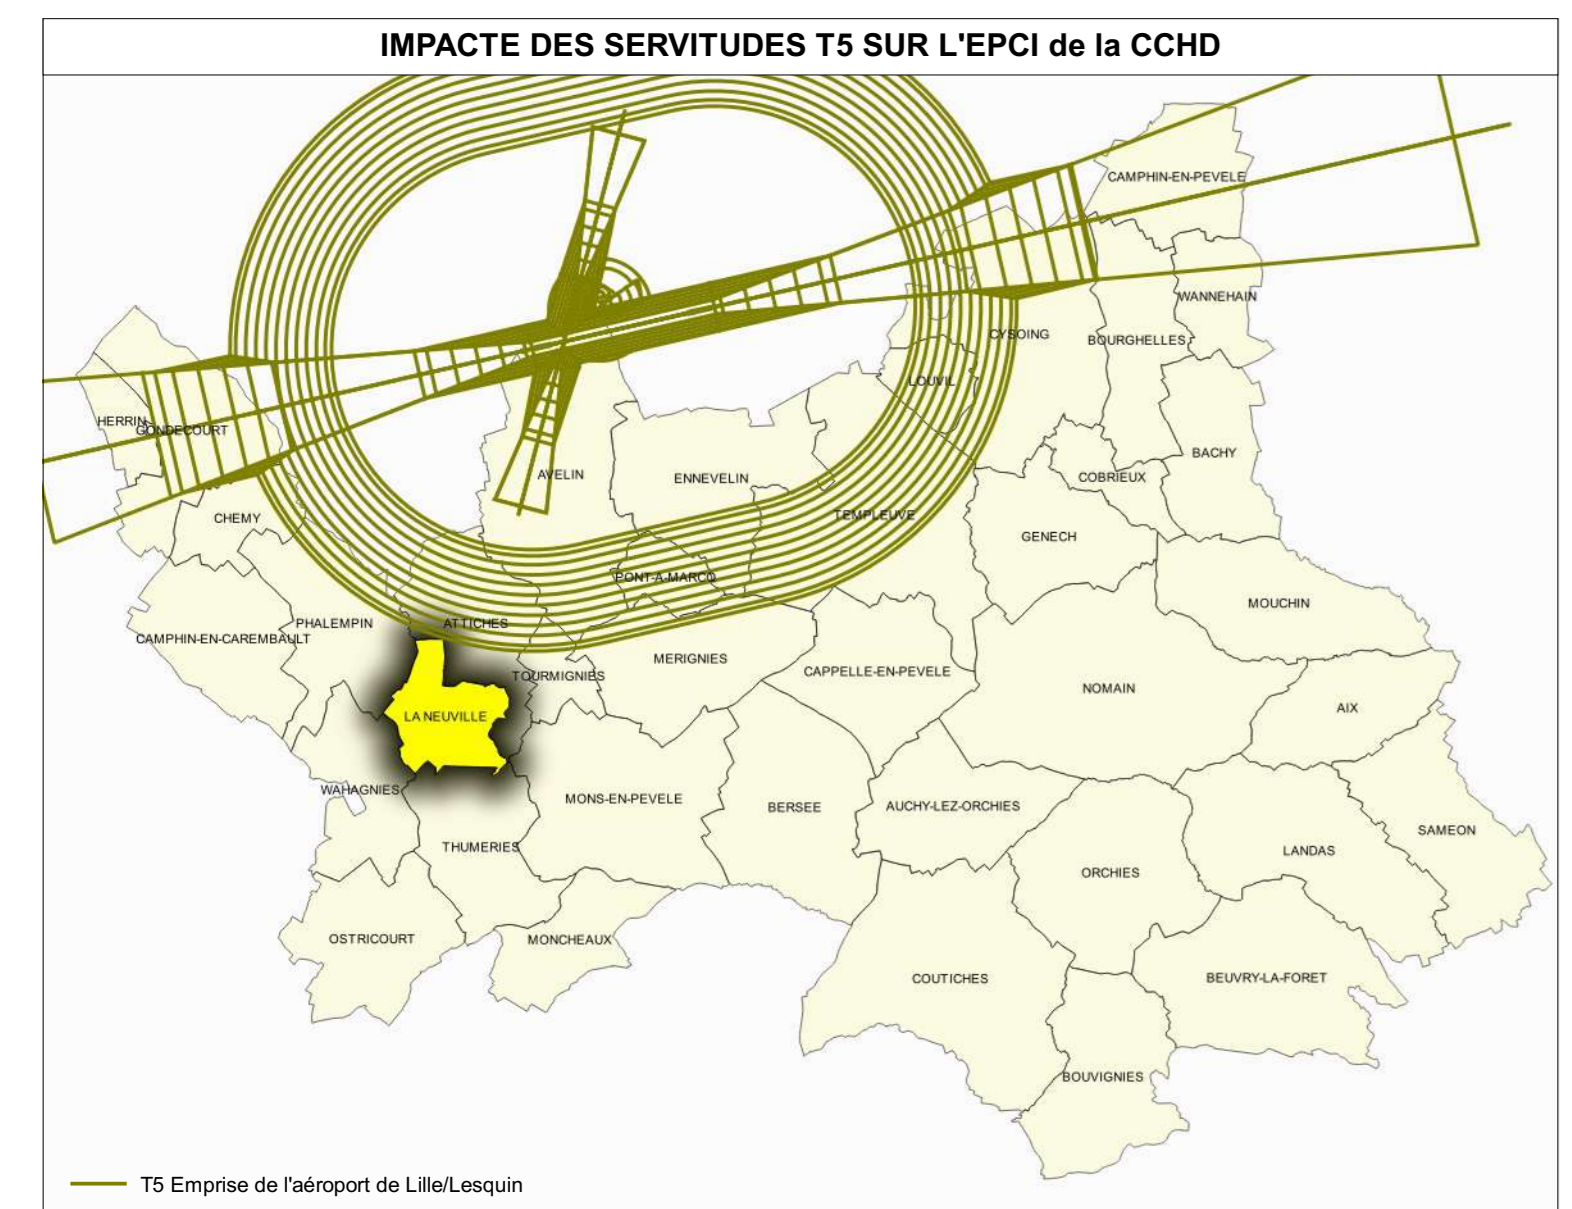 IMPACTE DES SERVITUDES T5 SUR L'EPCI de la CCHD
CAMPHIN-EN-PEVELE
WANNEHAIN
CYSOING
BOURGHELLES
LOUVIL
HERRIN
GONDECOURT
BACHY
AVELIN
ENNEVELIN
COBRIEUX
CHEMY
TEMPLEUVE
GENECH
PONT-A-MARCQ
MOUCHIN
PHALEMPIN
ATTICHES
CAMPHIN-EN-CAREMBAULT
MERIGNIES
CAPPELLE-EN-PEVELE
TOURMIGNIES
NOMAIN
AIX
LA NEUVILLE
WAHAGNIES
MONS-EN-PEVELE
BERSEE
AUCHY-LEZ-ORCHIES
SAMEON
THUMERIES
LANDAS
ORCHIES
OSTRICOURT
MONCHEAUX
COUTICHES
BEUVRY-LA-FORET
BOUVIGNIES
T5 Emprise de l'aéroport de Lille/Lesquin